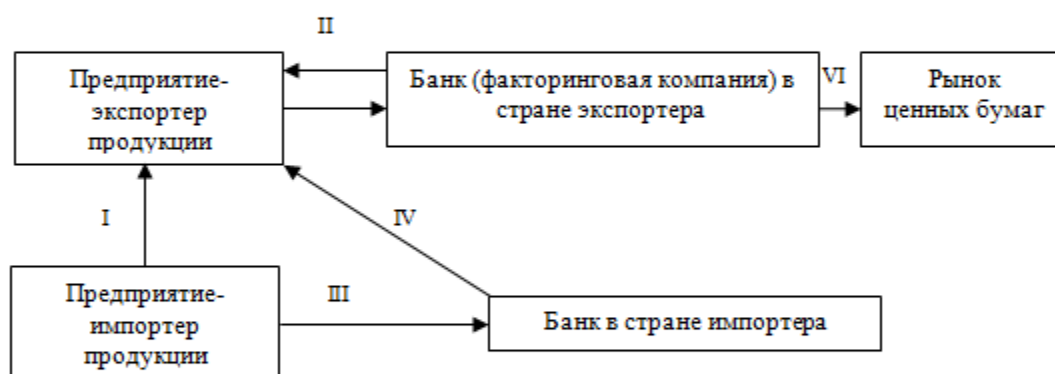 II
Предприятие-
экспортер
продукции
Банк (факторинговая компания) в
стране экспортера
VI
Рынок
ценных бумаг
I
IV
Предприятие-
импортер
продукции
III
Банк в стране импортера